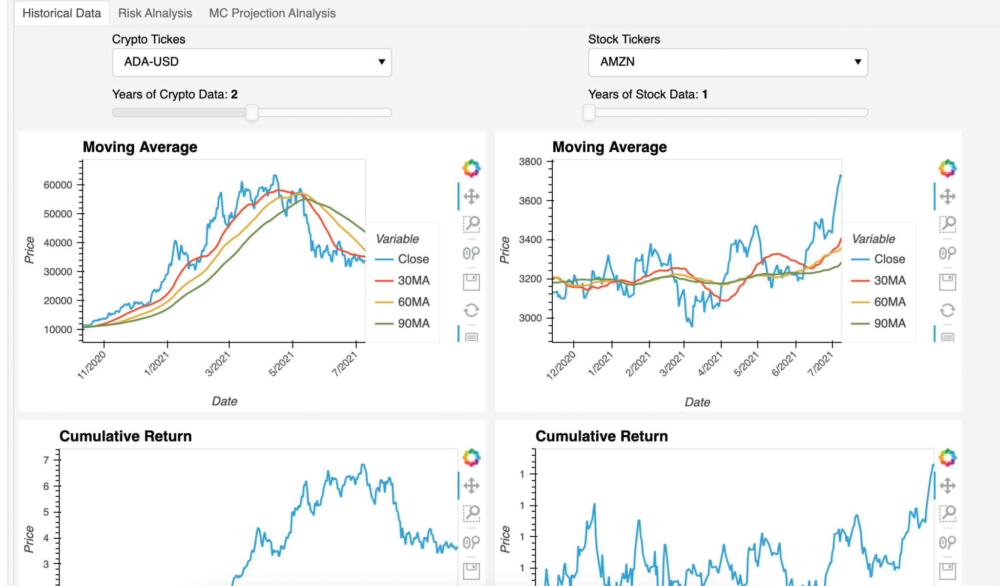 Historical Data Risk Alnalysis MC Projection Alnalysis
Crypto Tickes
ADA-USD
Years of Crypto Data: 2
Stock Tickers
AMZN
Years of Stock Data: 1
Moving Average
Price
60000
50000
40000
30000
20000
10000
11/2020 1/2021 3/2021 5/2021 7/2021
Date
Variable
Close
30MA
60MA
90MA
Moving Average
Price
3800
3600
3400
3200
3000
12/2020 1/2021 2/2021 3/2021 4/2021 5/2021 6/2021 7/2021
Date
Variable
Close
30MA
60MA
90MA
Cumulative Return
Price
7
6
5
4
3
Cumulative Return
Price
1
1
1
1